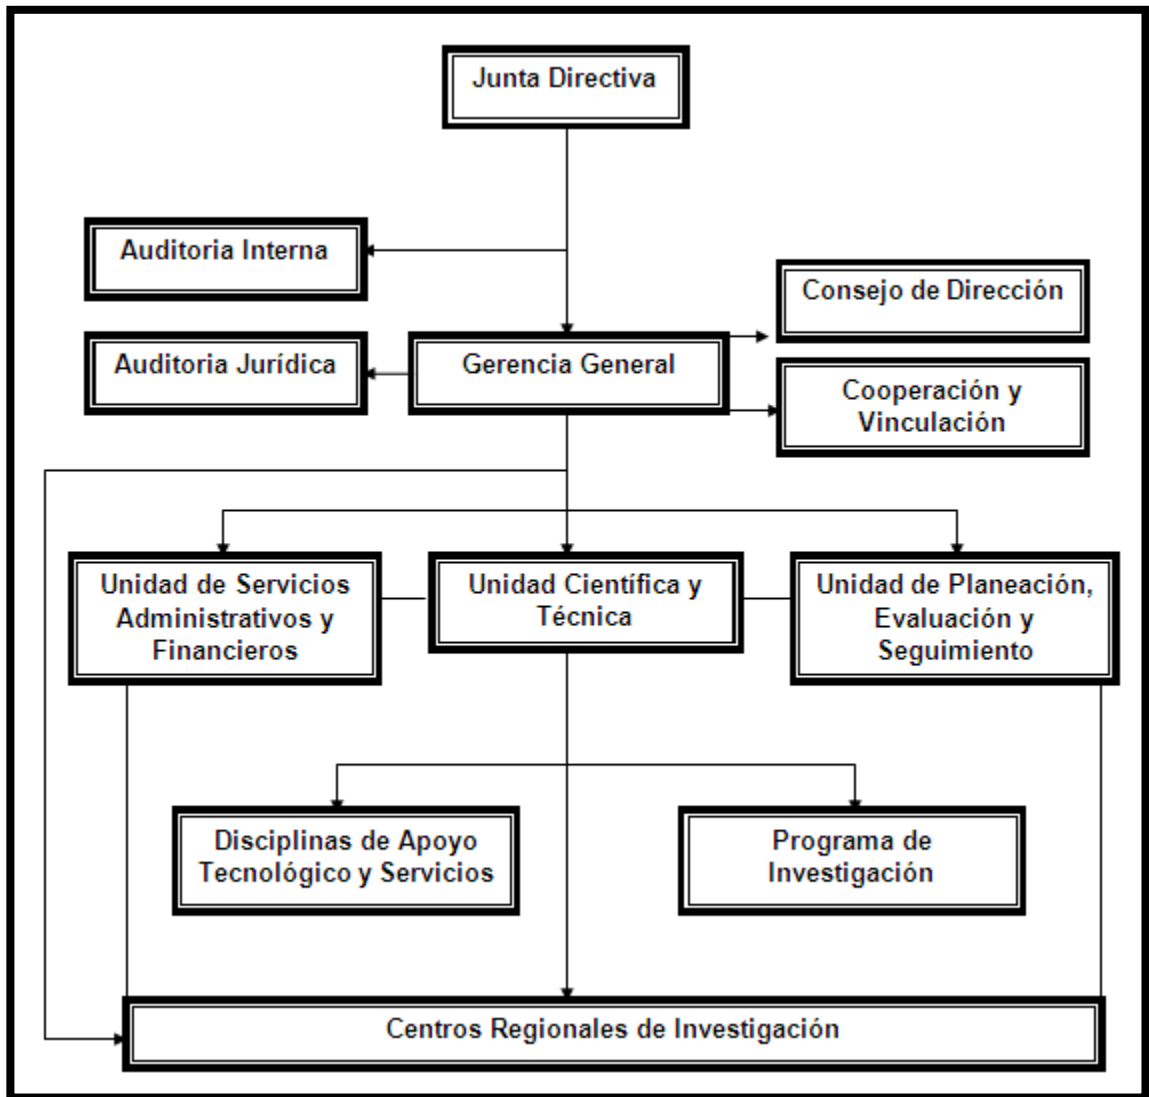 Junta Directiva
Auditoria Interna
Consejo de Dirección
Auditoria Jurídica
Gerencia General
Cooperación y
Vinculación
Unidad de Servicios
Administrativos y
Financieros
Unidad Científica y
Técnica
Unidad de Planeación,
Evaluación y
Seguimiento
Disciplinas de Apoyo
Tecnológico y Servicios
Programa de
Investigación
Centros Regionales de Investigación